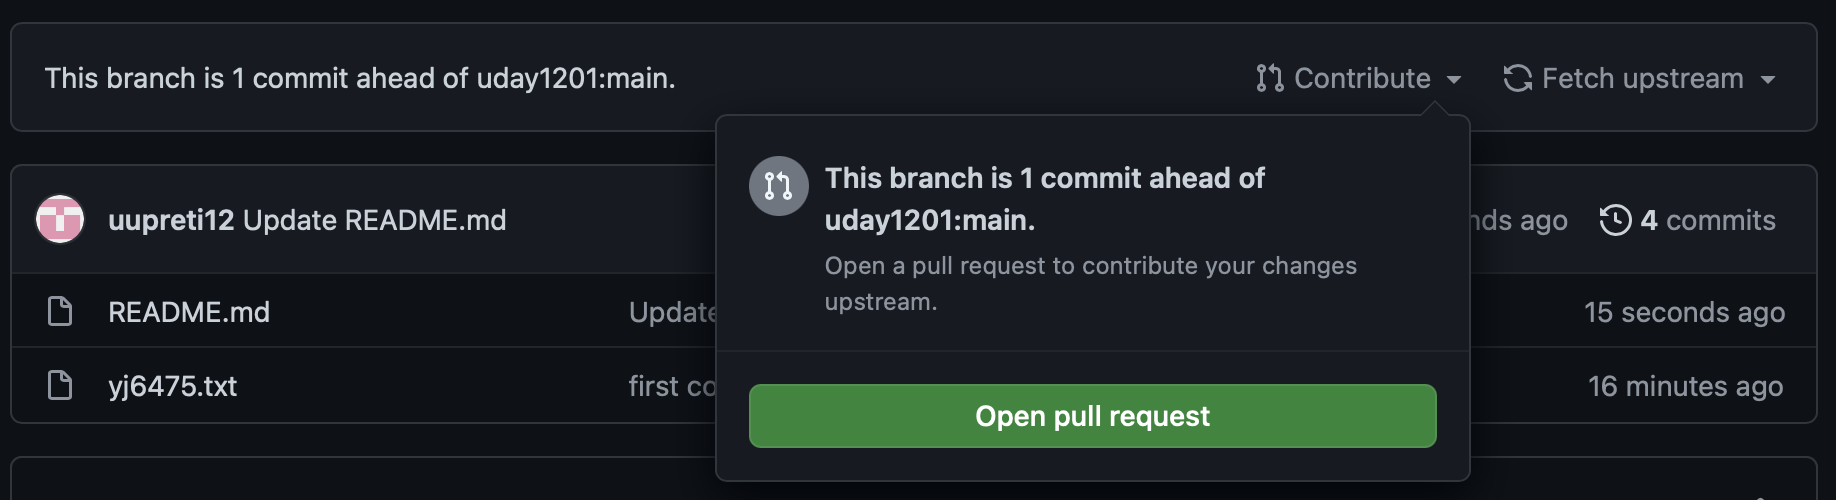 This branch is 1 commit ahead of uday1201:main.
Contribute
Fetch upstream
This branch is 1 commit ahead of
uday1201:main.
Open a pull request to contribute your changes
upstream.
Open pull request
uupreti12 Update README.md
ago
4 commits
README.md
Update
15 seconds ago
yj6475.txt
first
16 minutes ago